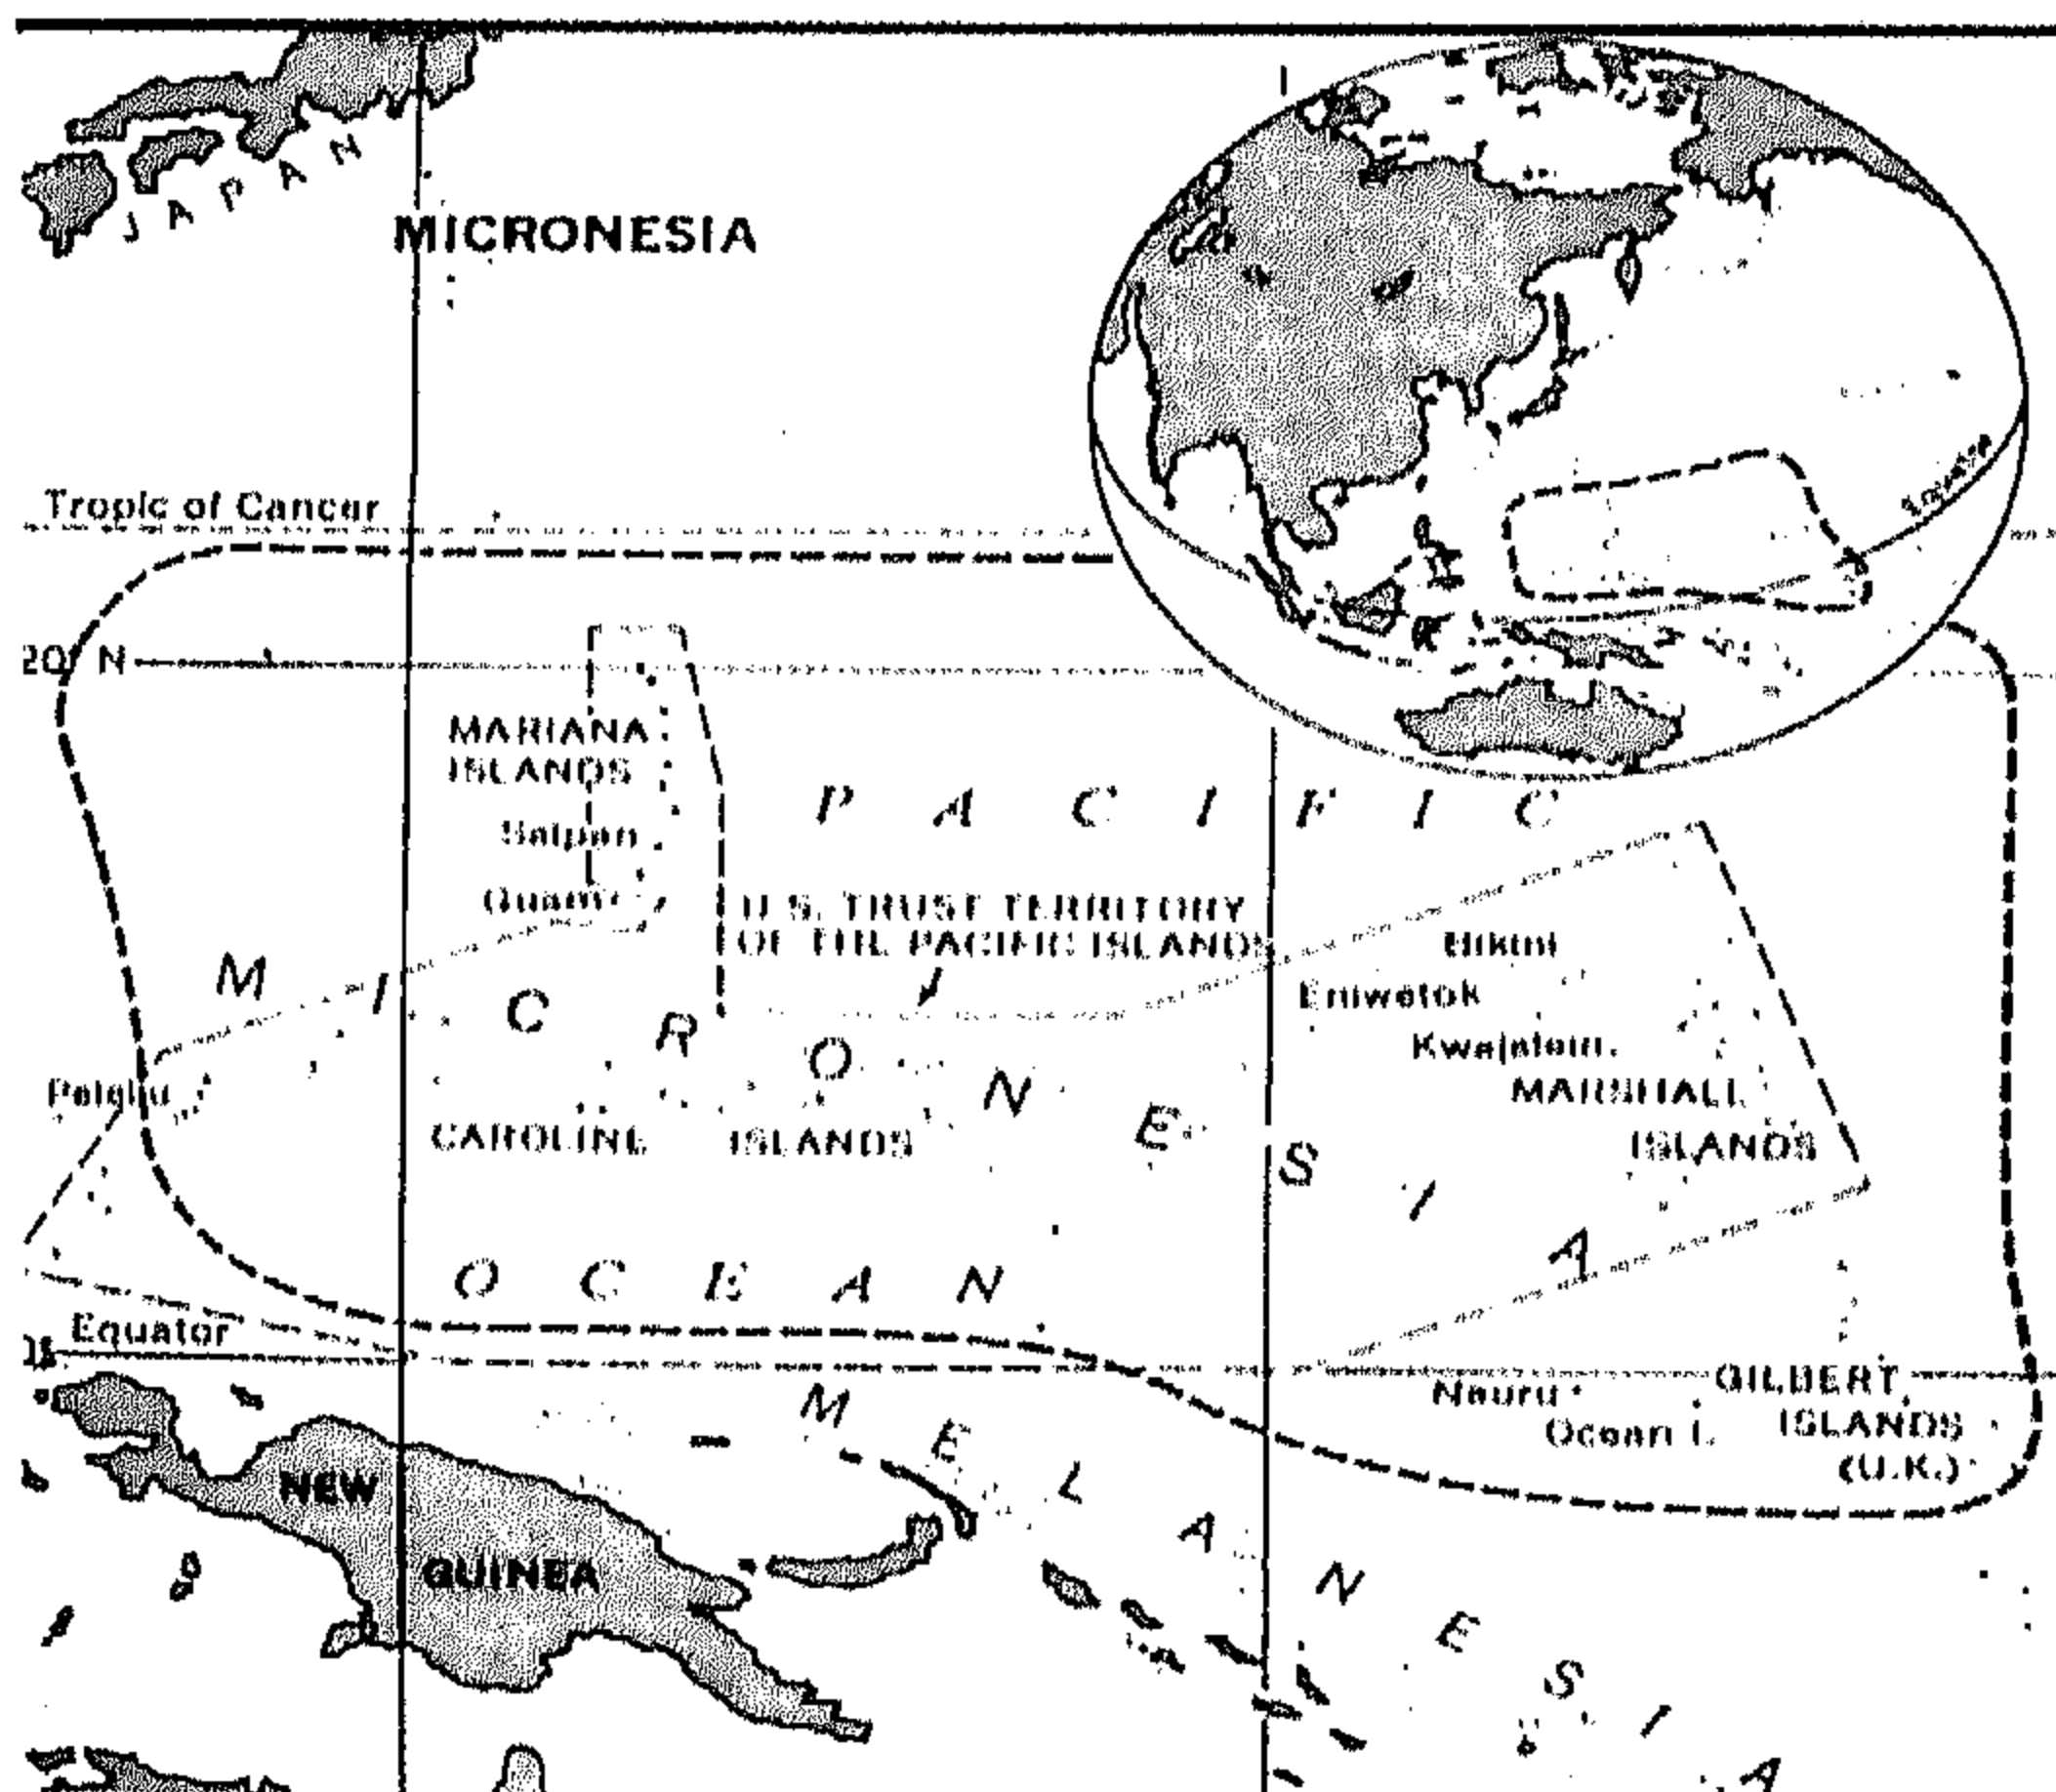 JAPAN
MICRONESIA
Equator
Tropic of Cancer
20° N
MARIANA
ISLANDS
Saipan
Guam
PACIFIC
U.S. TRUST TERRITORY
OF THE PACIFIC ISLANDS
Bikini
Eniwetok
MICRONESIA
Kwajalein
MARSHALL
ISLANDS
CAROLINE ISLANDS
OCEAN
Equator
Nauru
GILBERT
Ocean I.
ISLANDS
(U.K.)
MELANESIA
NEW
GUINEA